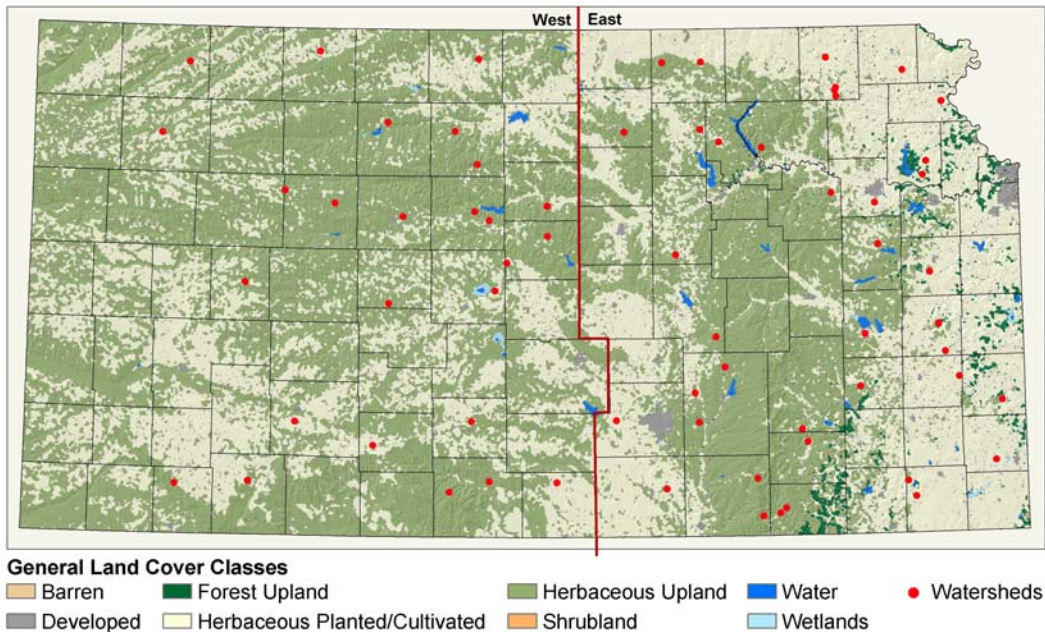 West East
General Land Cover Classes
Barren Forest Upland Herbaceous Upland Water Watersheds
Developed Herbaceous Planted/Cultivated Shrubland Wetlands